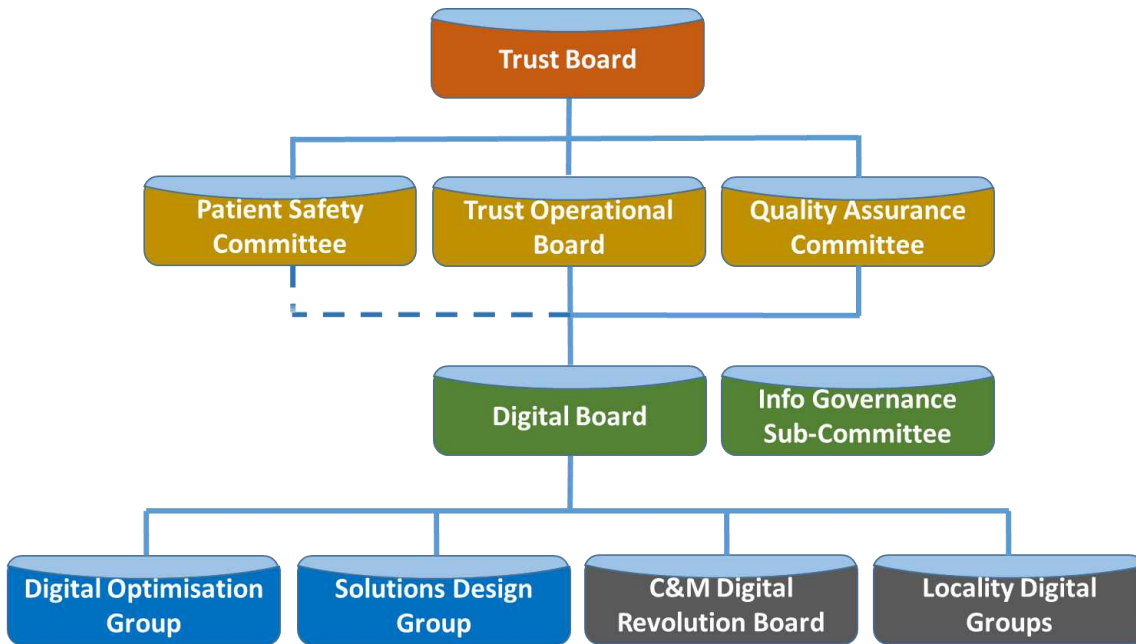 Trust Board
Patient Safety
Committee
Trust Operational
Board
Quality Assurance
Committee
Digital Board
Info Governance
Sub-Committee
Digital Optimisation
Group
Solutions Design
Group
C&M Digital
Revolution Board
Locality Digital
Groups